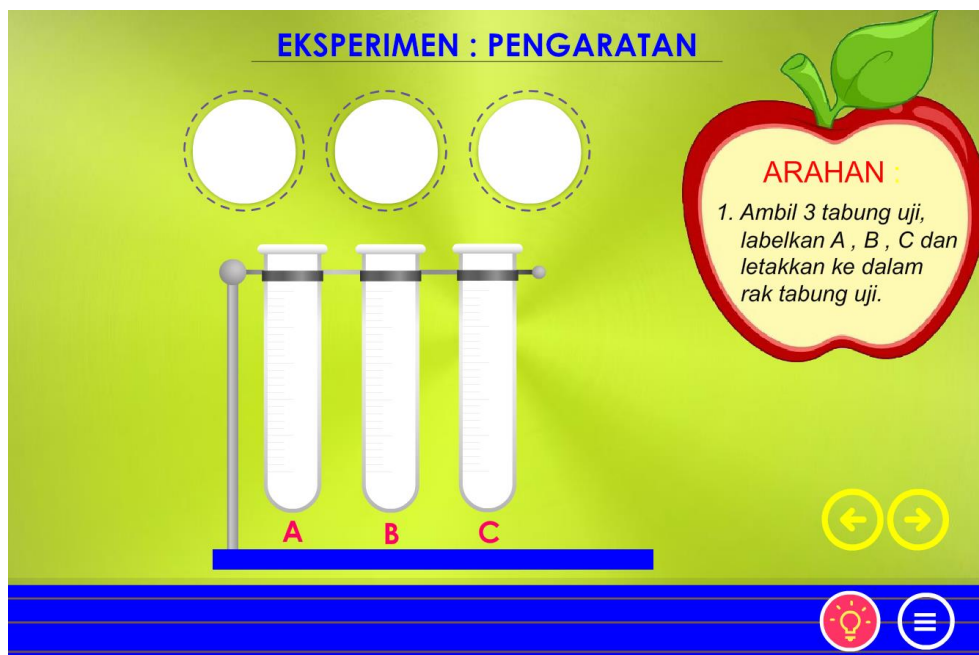 EKSPERIMEN : PENGARATAN
ARAHAN :
1. Ambil 3 tabung uji,
labelkan A , B , C dan
letakkan ke dalam
rak tabung uji.
A B C